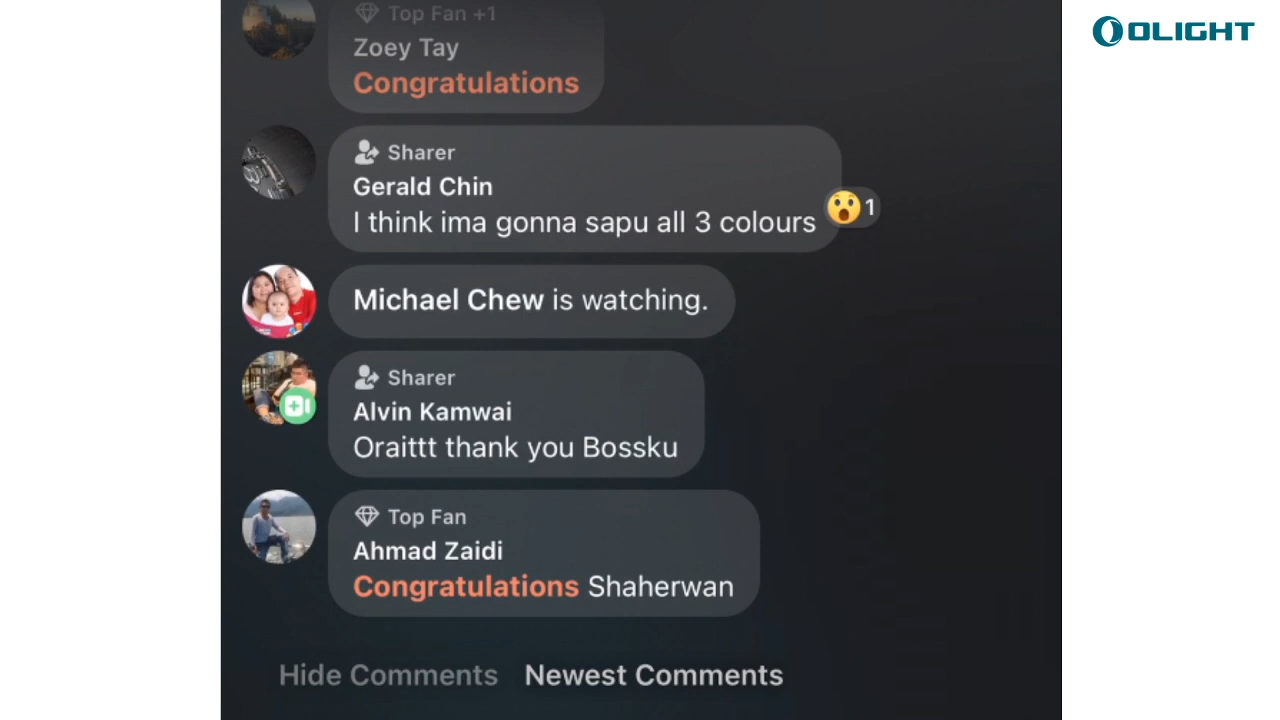 OLIGHT
Top Fan +1
Zoey Tay
Congratulations
Sharer
Gerald Chin
I think ima gonna sapu all 3 colours
1
Michael Chew is watching.
Sharer
Alvin Kamwai
Oraittt thank you Bossku
Top Fan
Ahmad Zaidi
Congratulations Shaherwan
Hide Comments Newest Comments